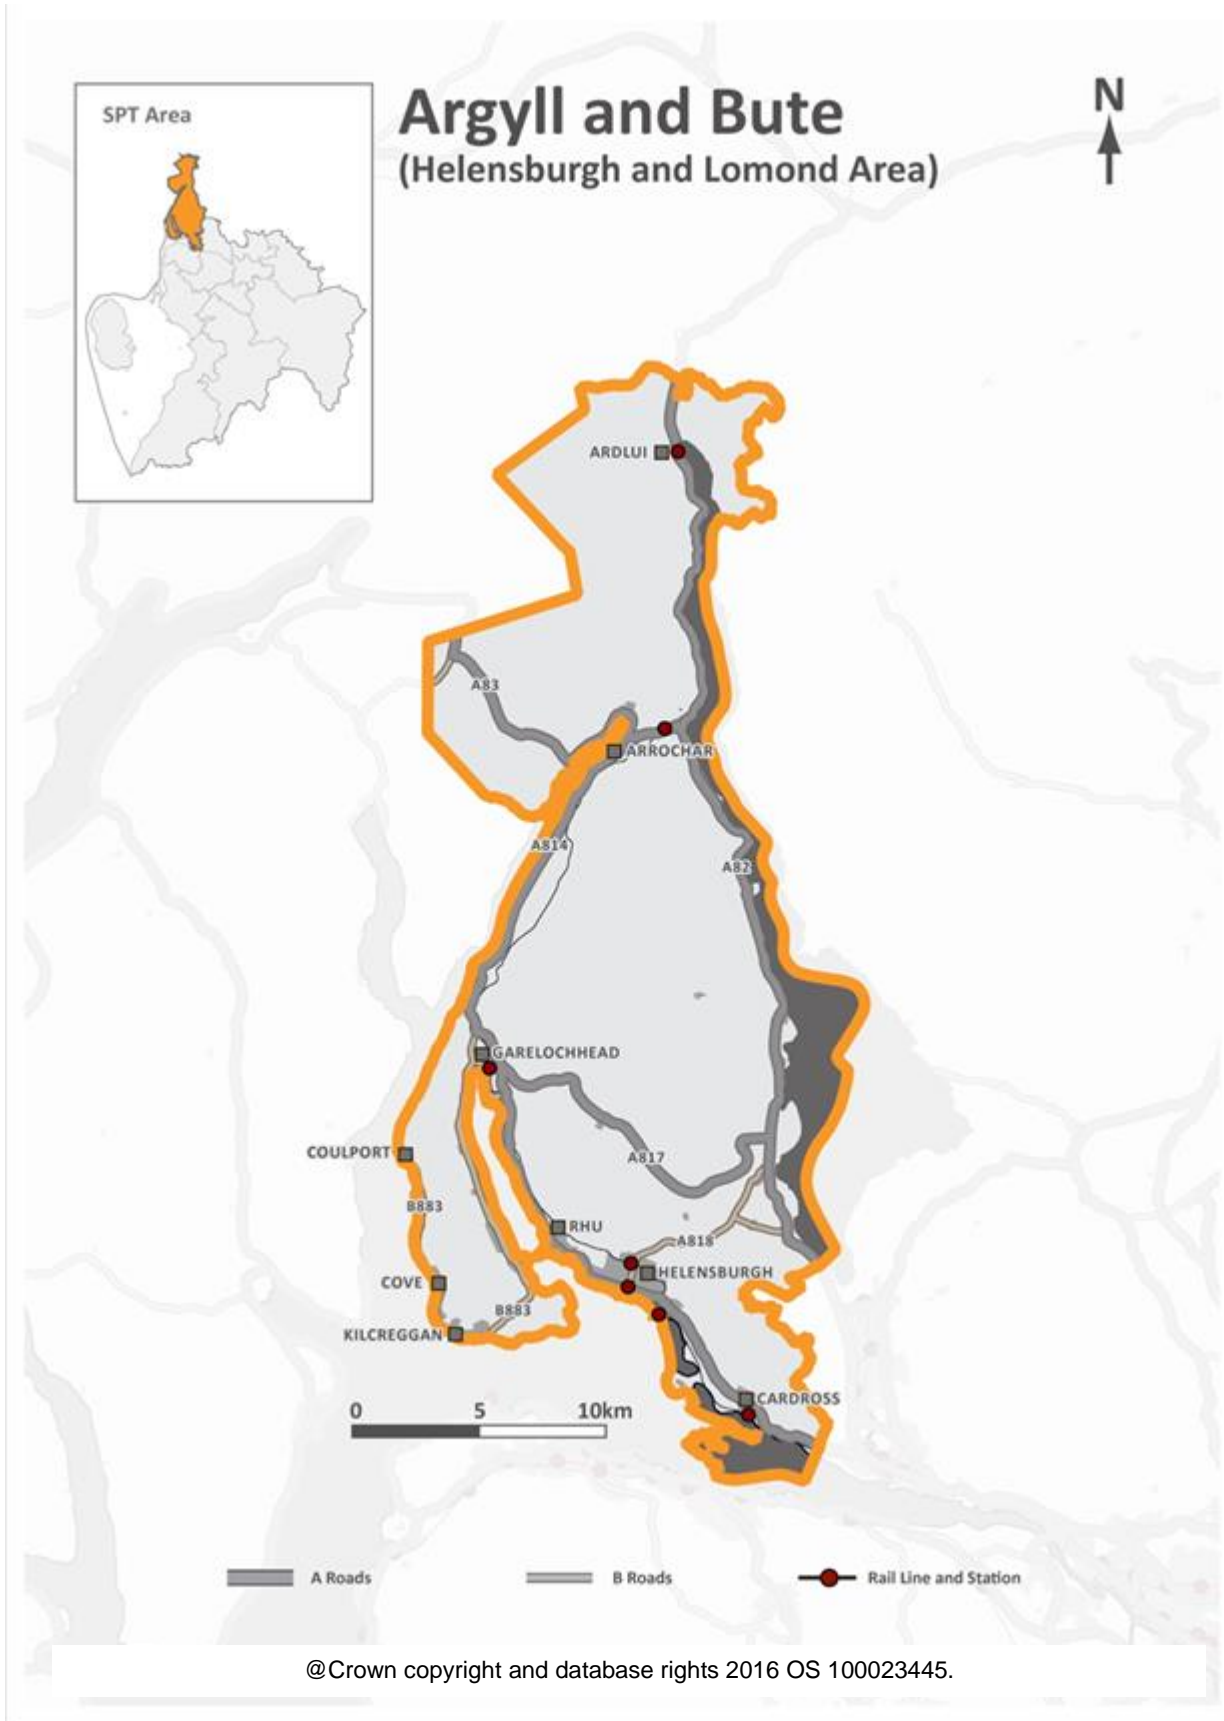 SPT Area
Argyll and Bute
(Helensburgh and Lomond Area)
N
ARDLUI
A83
ARROCHAR
A814
A82
GARELOCHHEAD
COULPORT
A817
B883
RHU
A818
COVE
HELENSBURGH
B883
KILCREGGAN
CARDROSS
0 5 10km
A Roads
B Roads
Rail Line and Station
@Crown copyright and database rights 2016 OS 100023445.